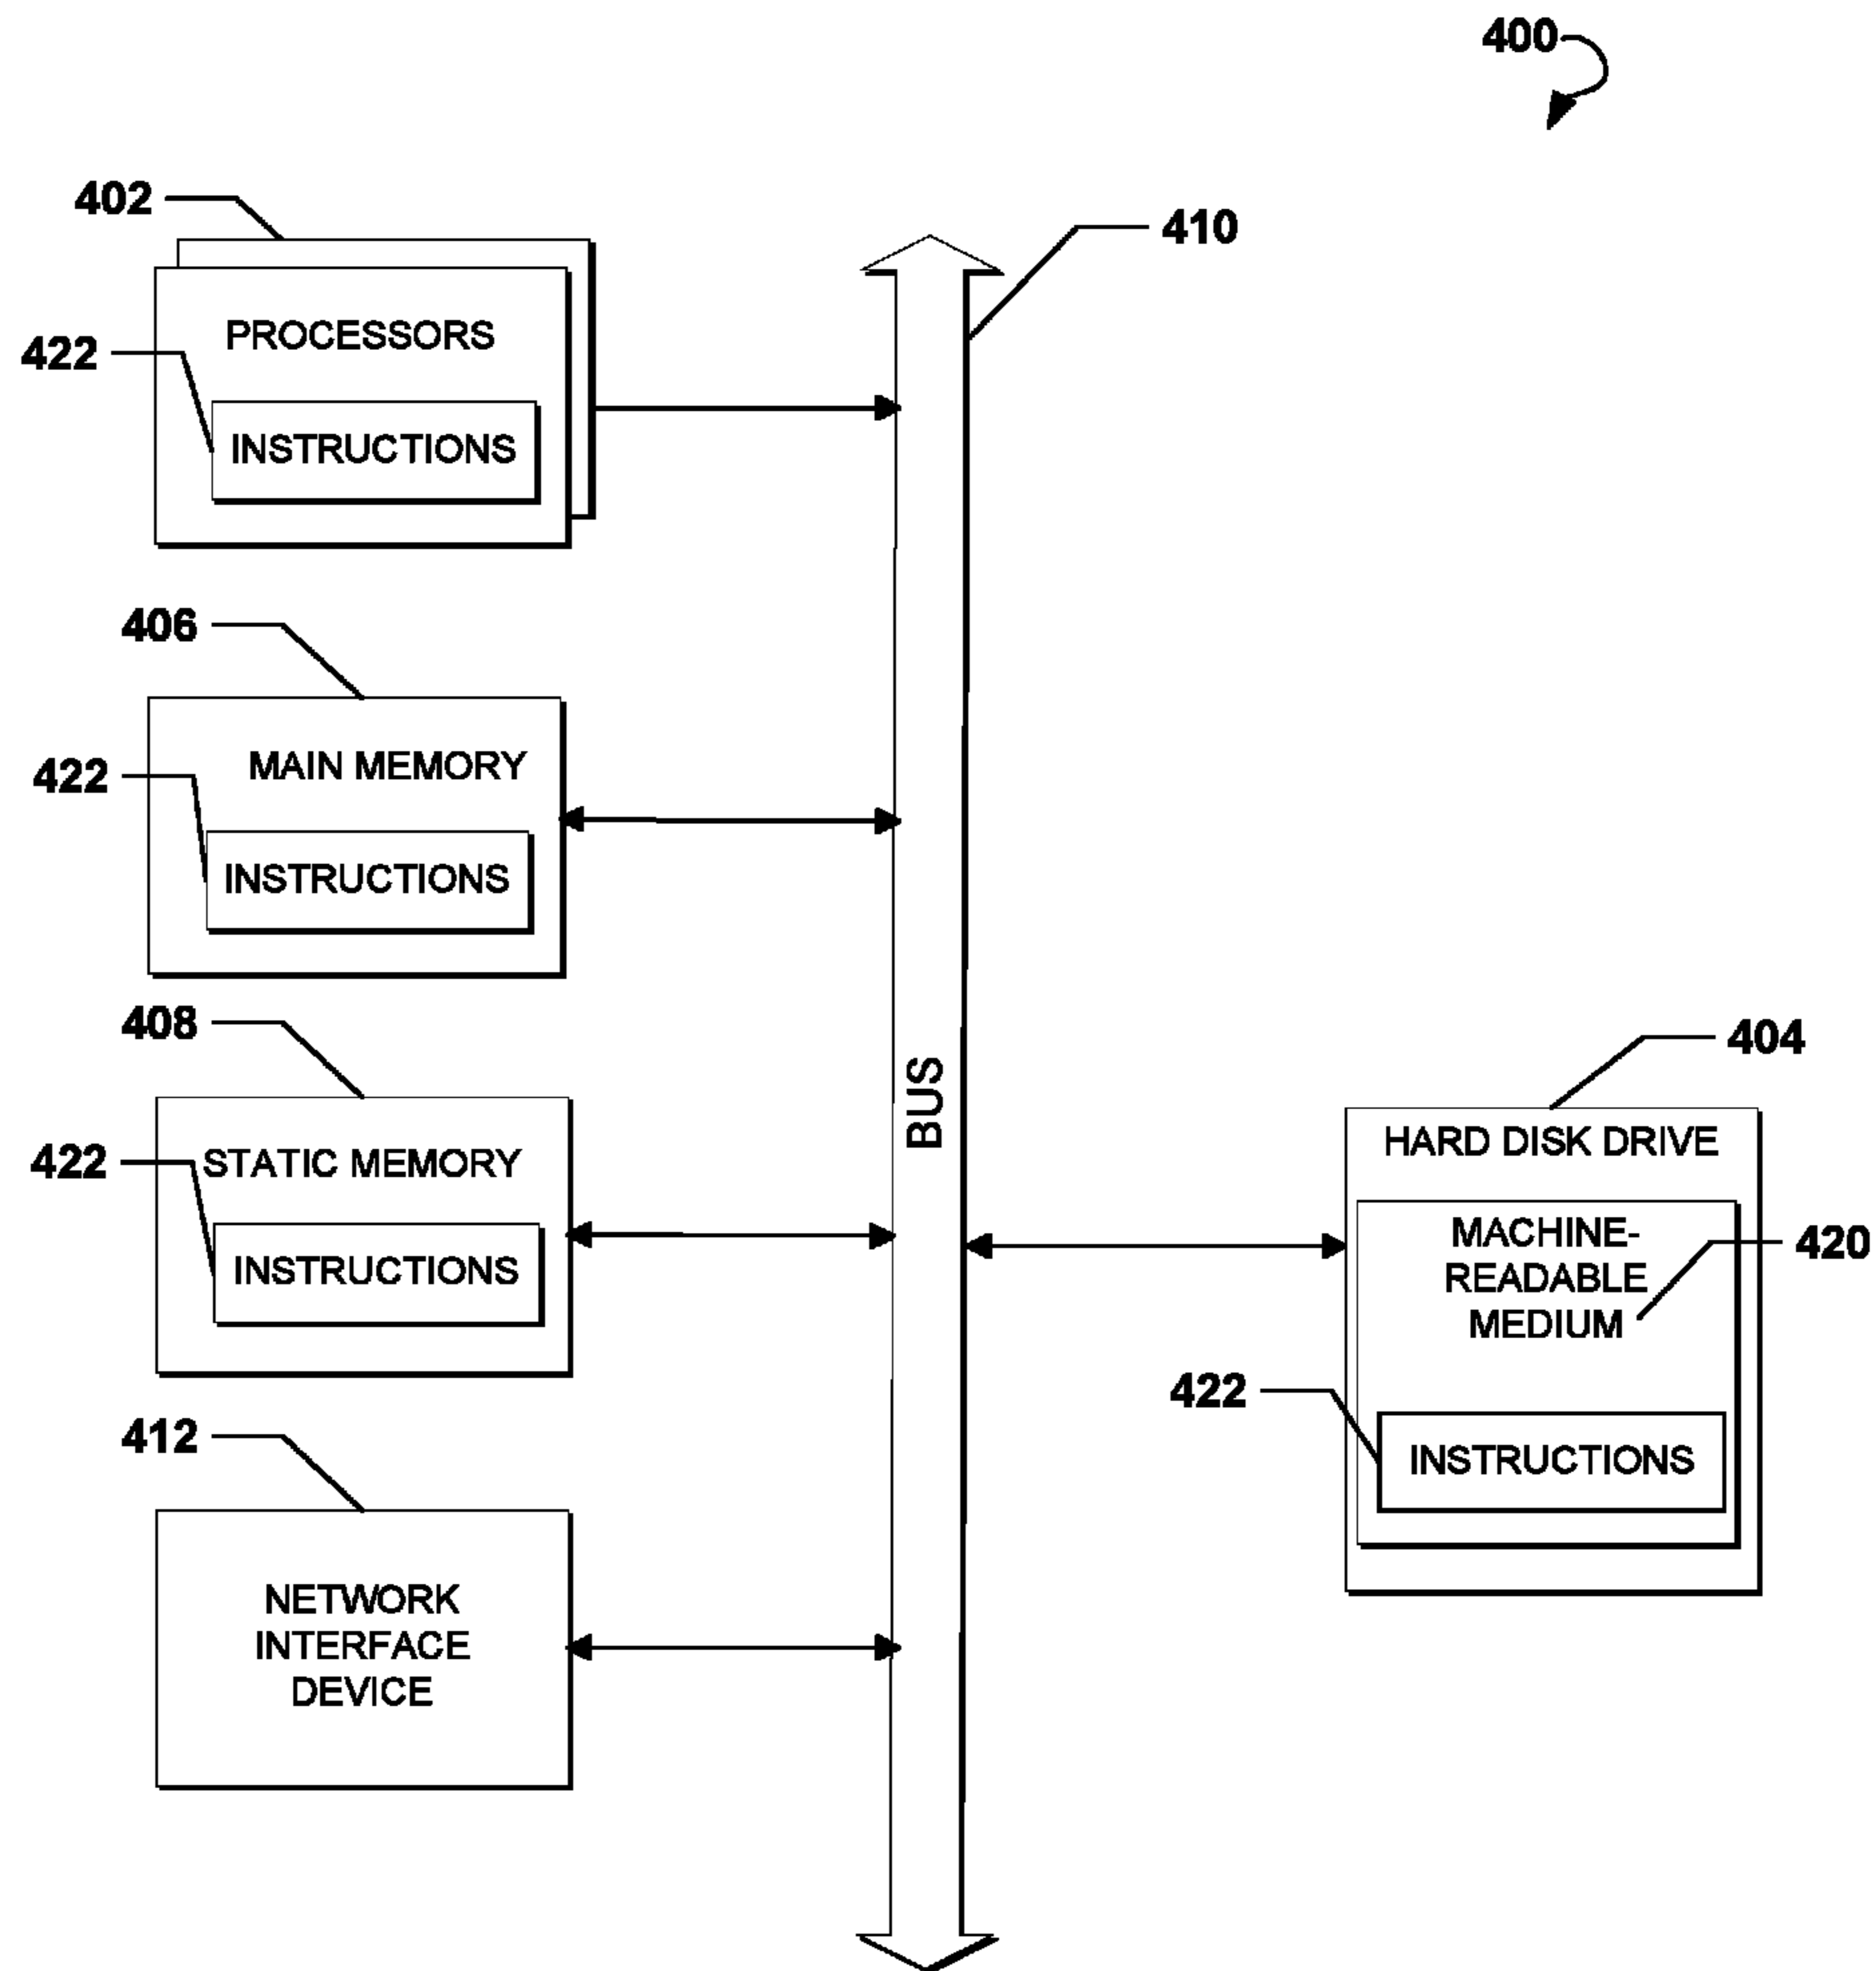 400
402
410
PROCESSORS
422
INSTRUCTIONS
406
MAIN MEMORY
422
INSTRUCTIONS
408
BUS
404
STATIC MEMORY
422
INSTRUCTIONS
HARD DISK DRIVE
MACHINE-
READABLE
MEDIUM
420
422
INSTRUCTIONS
412
NETWORK
INTERFACE
DEVICE